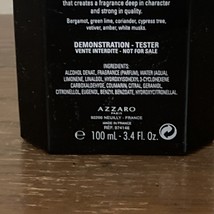 that creates a fragrance deep in character
and strong in quality.
Bergamot, green lime, coriander, cypress tree,
vetiver, amber, white musks.
DEMONSTRATION - TESTER
VENTE INTERDITE - NOT FOR SALE
INGREDIENTS:
ALCOHOL DENAT., FRAGRANCE (PARFUM), WATER (AQUA),
LIMONENE, LINALOOL, HYDROXYISOHEXYL 3-CYCLOHEXENE
CARBOXALDEHYDE, COUMARIN, CITRAL, GERANIOL,
CITRONELLOL, EUGENOL, BENZYL BENZOATE, HYDROXYCITRONELLAL
AZZARO
PARIS
92200 NEUILLY - FRANCE
MADE IN FRANCE
RÉF. 974148
e 100 mL - 3.4 Fl. Oz.